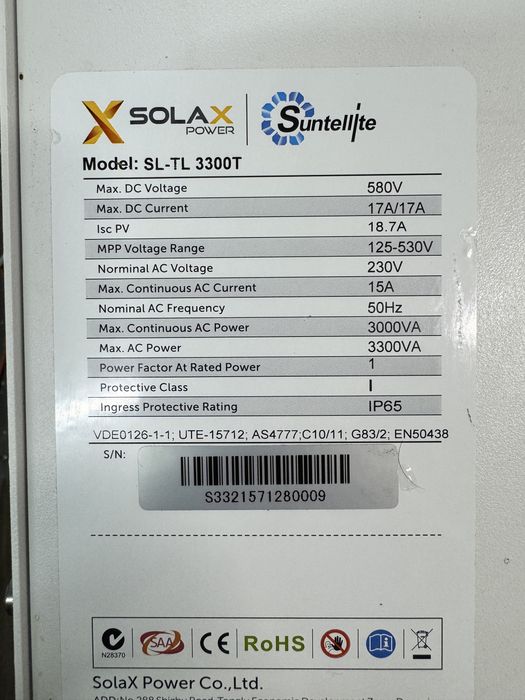 SOLAX
POWER
Suntellite
Model: SL-TL 3300T
Max. DC Voltage 580V
Max. DC Current 17A/17A
Isc PV 18.7A
MPP Voltage Range 125-530V
Norminal AC Voltage 230V
Max. Continuous AC Current 15A
Nominal AC Frequency 50Hz
Max. Continuous AC Power 3000VA
Max. AC Power 3300VA
Power Factor At Rated Power 1
Protective Class I
Ingress Protective Rating IP65
VDE0126-1-1; UTE-15712; AS4777;C10/11; G83/2; EN50438
S/N:
S3321571280009
N28370
SAA
CE
RoHS
SolaX Power Co.,Ltd.